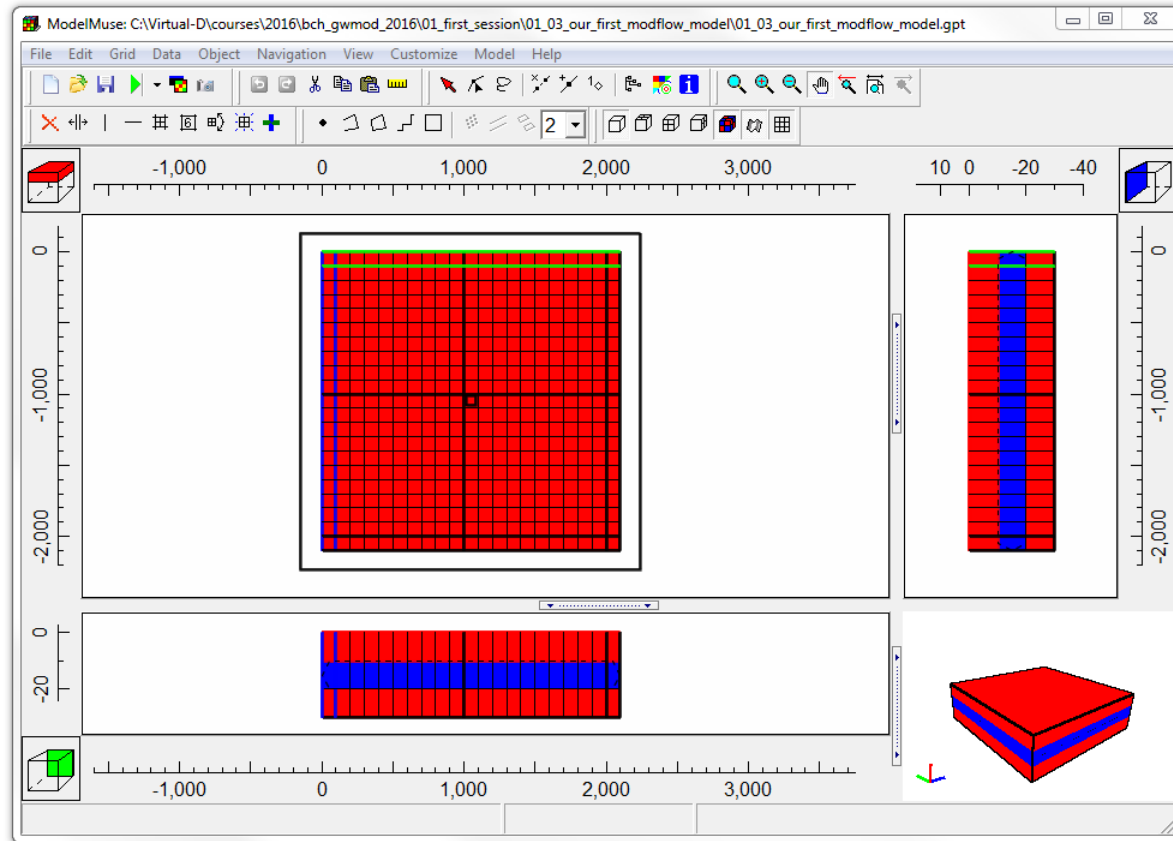 ModelMuse: C:\Virtual-D\courses\2016\bch_gwmod_2016\01_first_session\01_03_our_first_modflow_model\01_03_our_first_modflow_model.gpt
File Edit Grid Data Object Navigation View Customize Model Help
2
-1,000 0 1,000 2,000 3,000
10 0 -20 -40
0
-1,000
-2,000
0
-1,000
-2,000
0
-20
-1,000 0 1,000 2,000 3,000